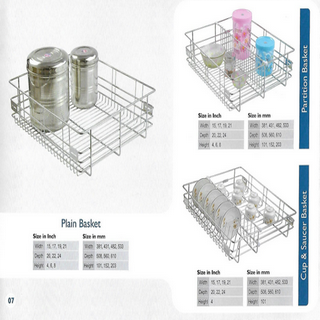 Partition Basket
Size in Inch Size in mm
Width 15, 17, 19, 21 Width 381, 431, 482, 533
Depth 20, 22, 24 Depth 508, 560, 610
Height 4, 6, 8 Height 101, 152, 203
Plain Basket
Size in Inch Size in mm
Width 15, 17, 19, 21 Width 381, 431, 482, 533
Depth 20, 22, 24 Depth 508, 560, 610
Height 4, 6, 8 Height 101, 152, 203
Cup & Saucer Basket
Size in Inch Size in mm
Width 15, 17, 19, 21 Width 381, 431, 482, 533
Depth 20, 22, 24 Depth 508, 560, 610
Height 4 Height 101
07